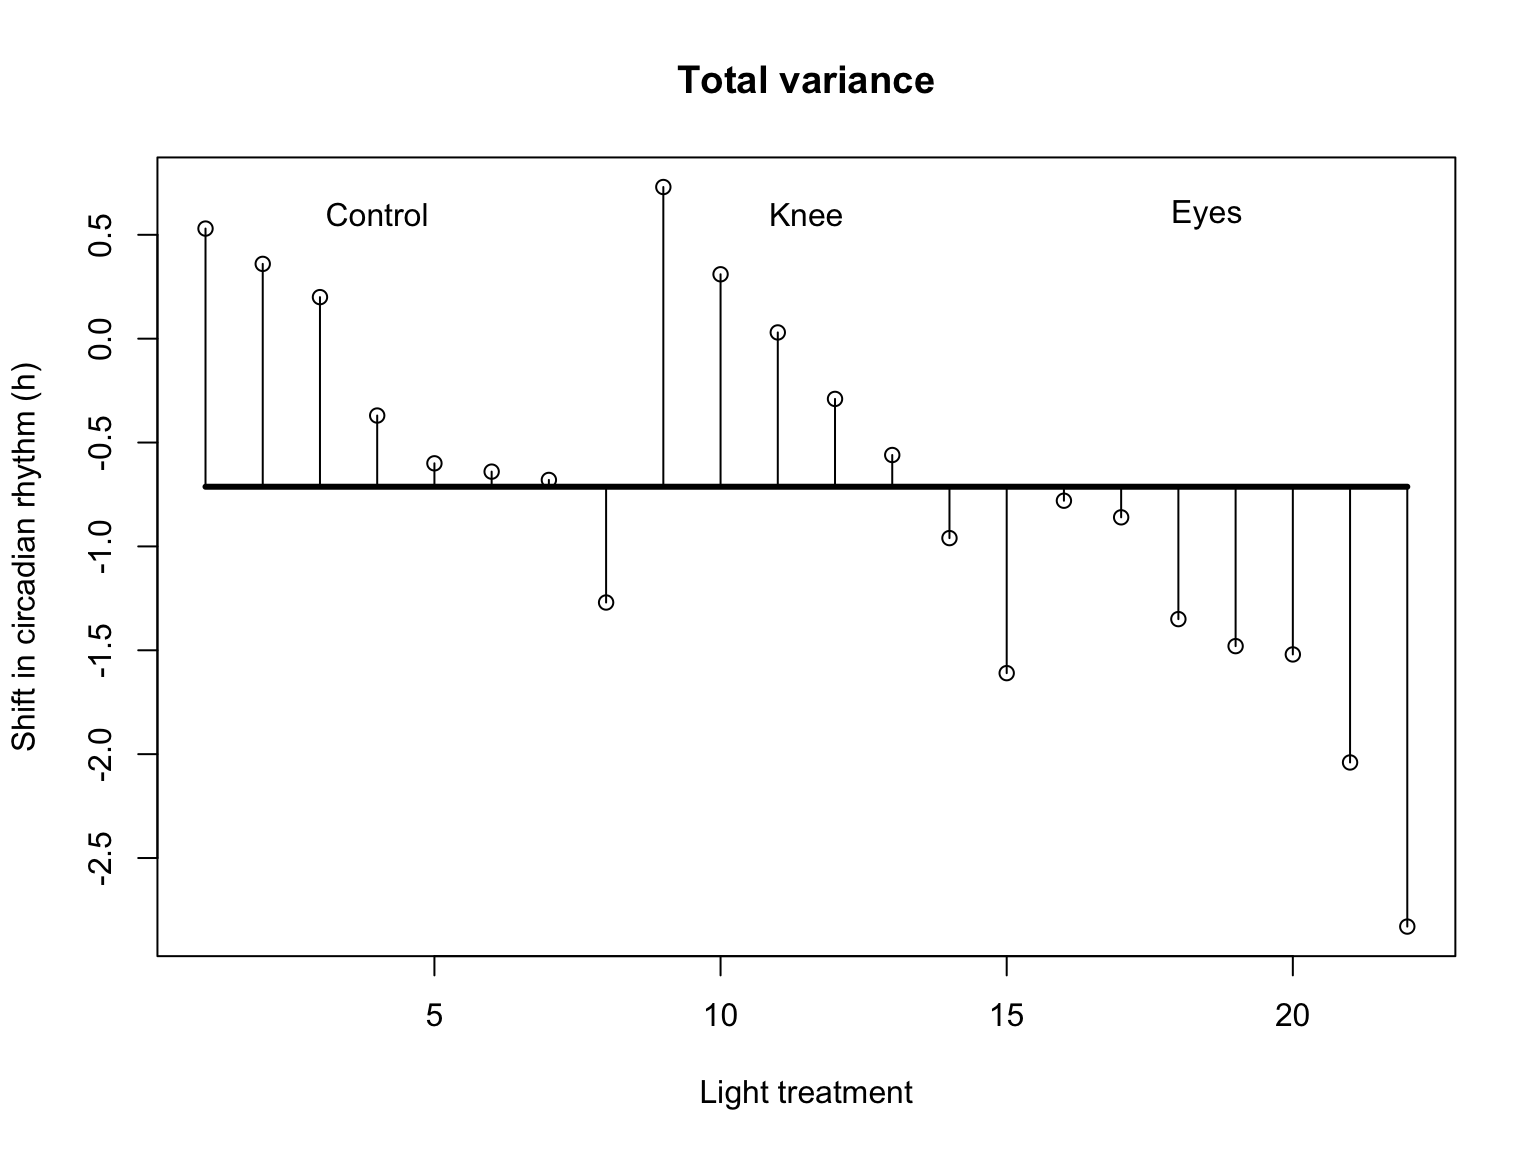 Total variance
Control
Knee
Eyes
Shift in circadian rhythm (h)
0.5
0.0
-0.5
-1.0
-1.5
-2.0
-2.5
5
10
15
20
Light treatment